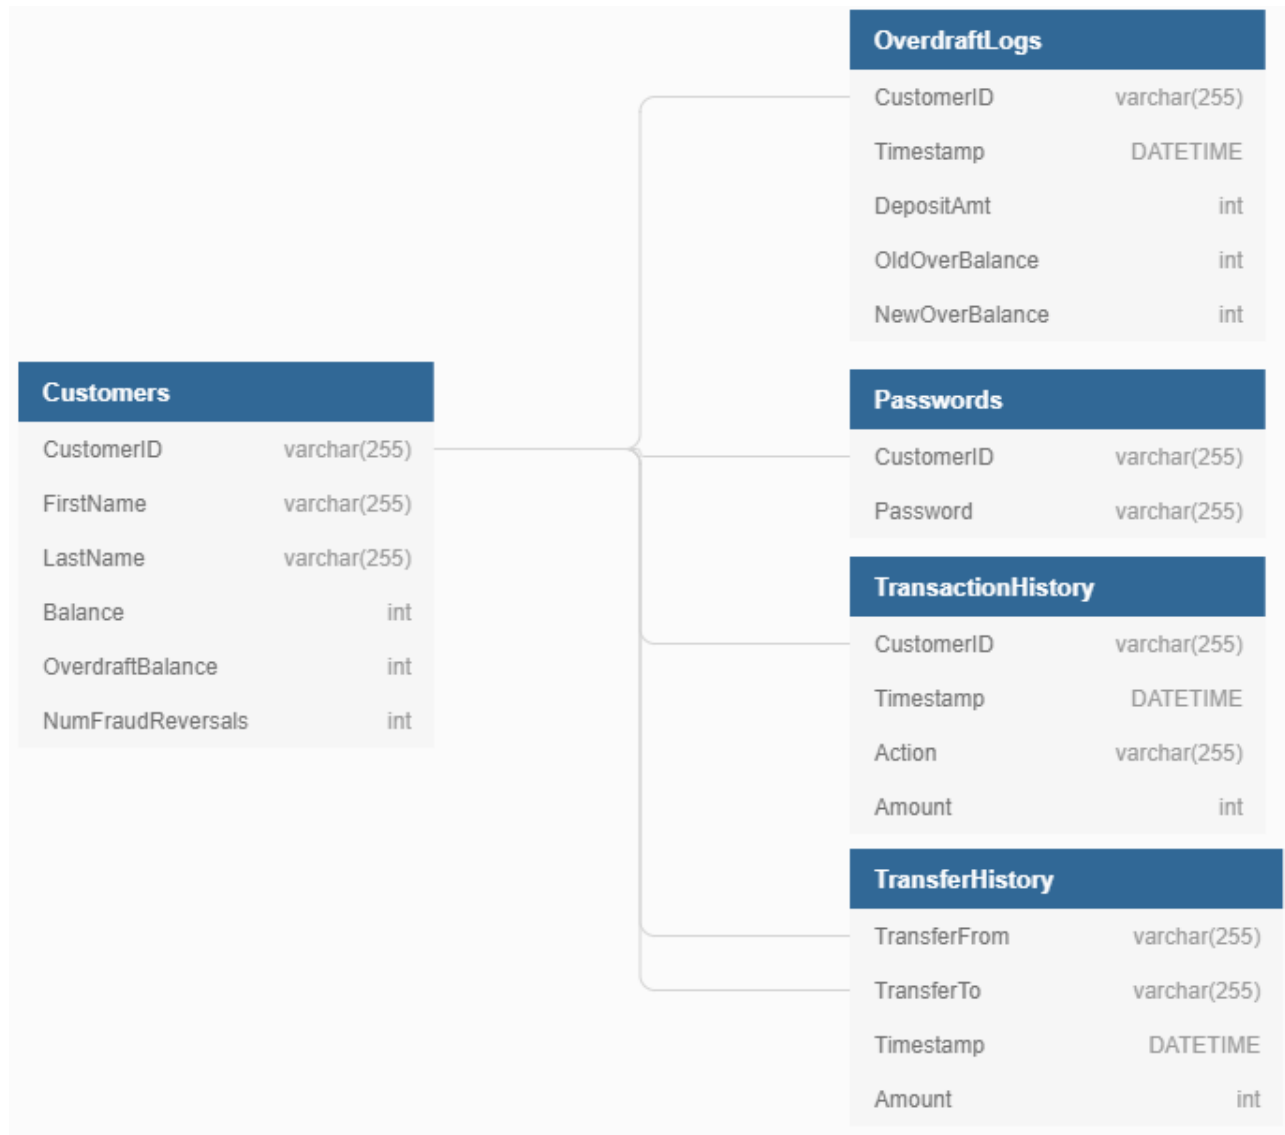 OverdraftLogs
CustomerID varchar(255)
Timestamp DATETIME
DepositAmt int
OldOverBalance int
NewOverBalance int
Customers
CustomerID varchar(255)
FirstName varchar(255)
LastName varchar(255)
Balance int
OverdraftBalance int
NumFraudReversals int
Passwords
CustomerID varchar(255)
Password varchar(255)
TransactionHistory
CustomerID varchar(255)
Timestamp DATETIME
Action varchar(255)
Amount int
TransferHistory
TransferFrom varchar(255)
TransferTo varchar(255)
Timestamp DATETIME
Amount int